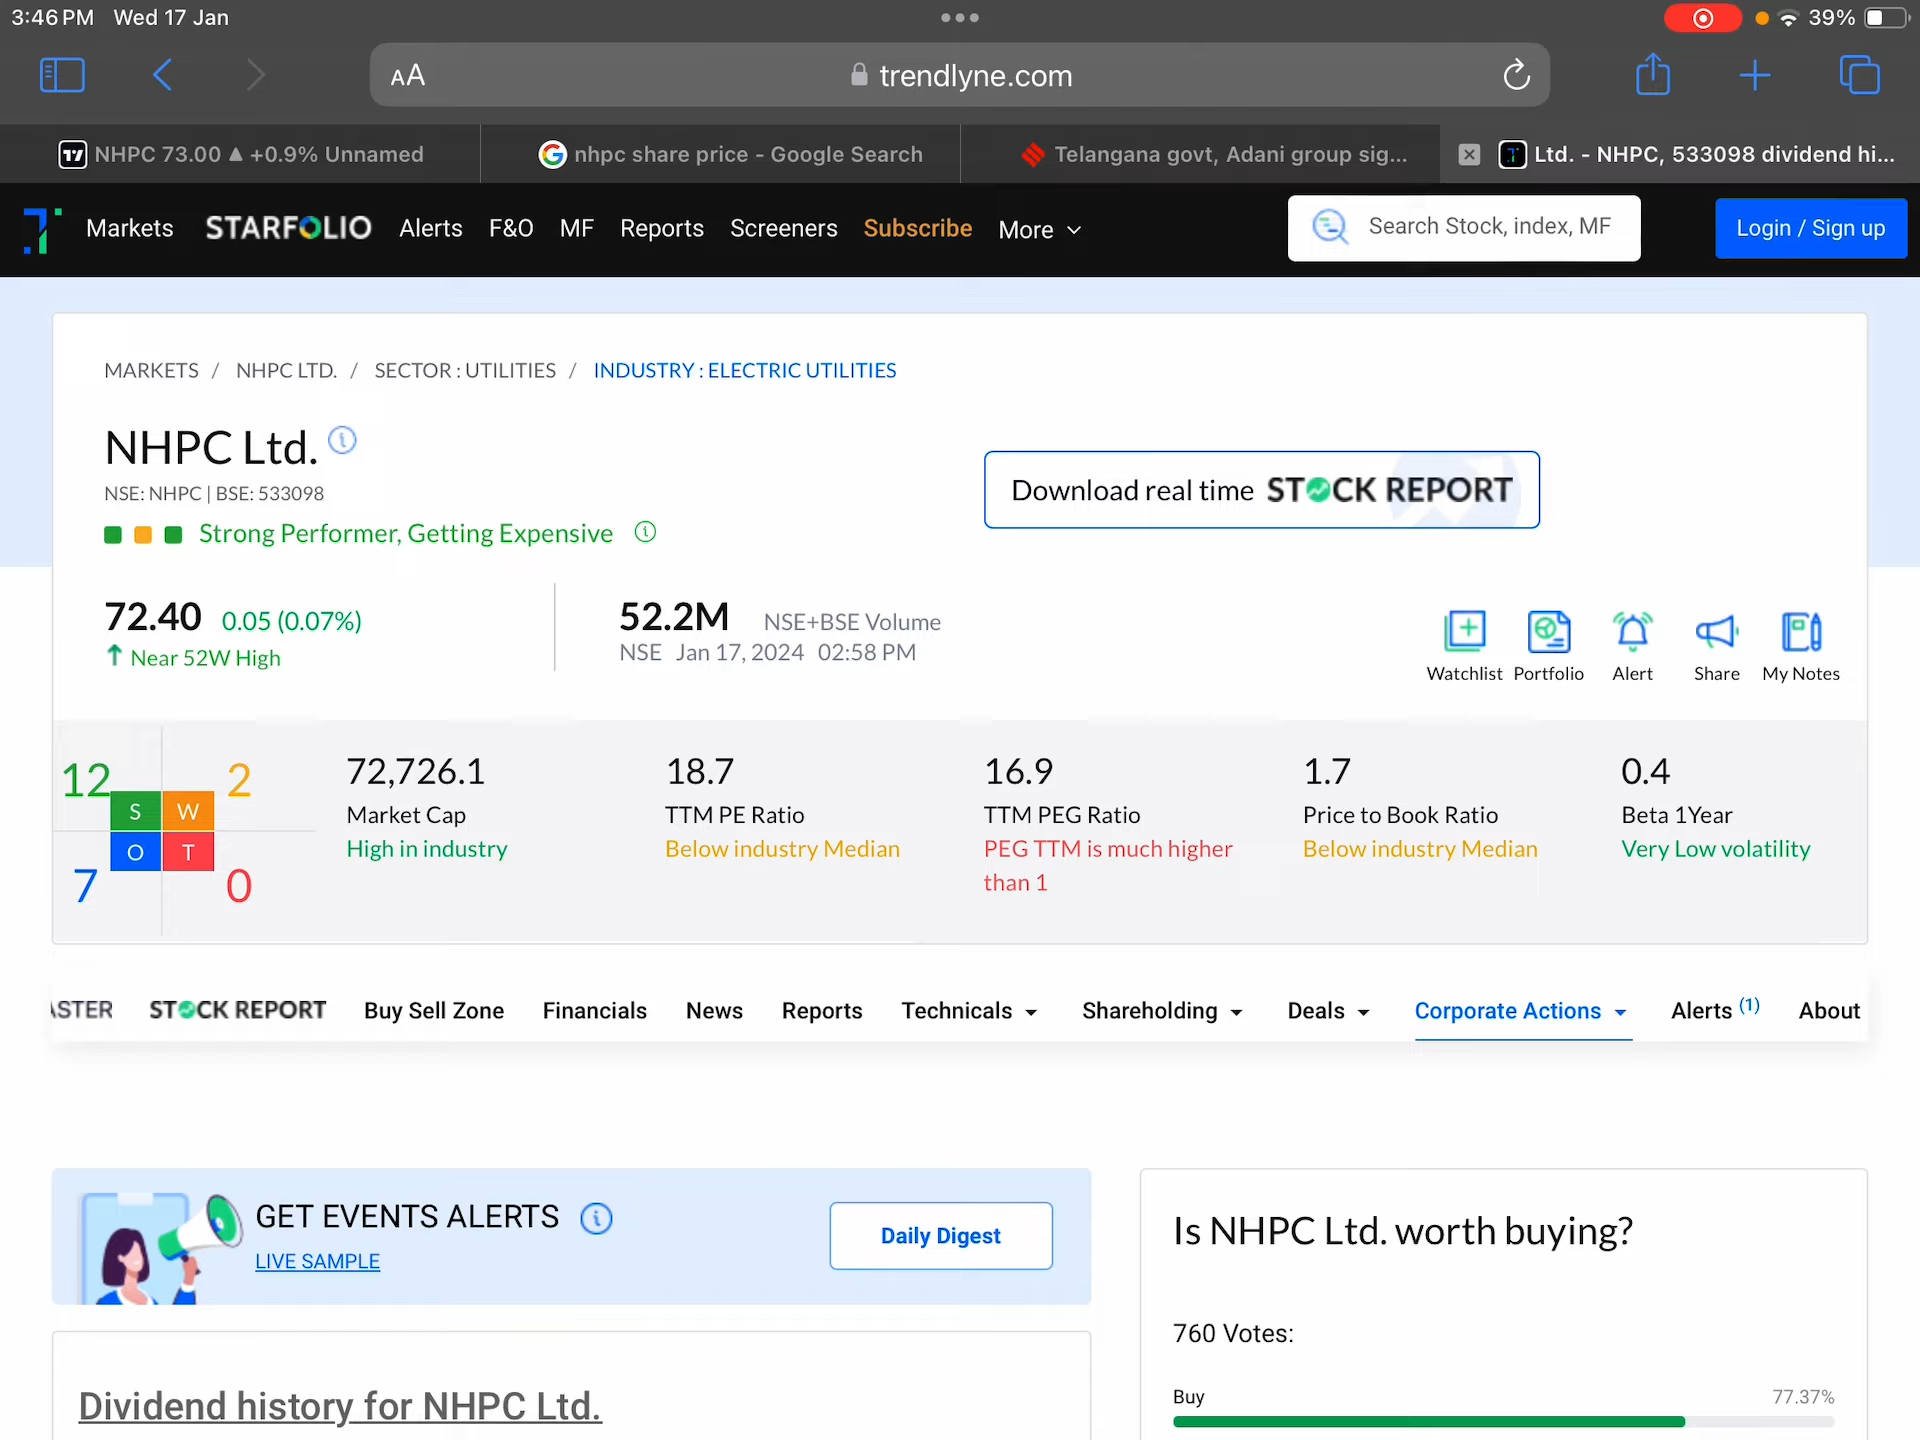 3:46 PM Wed 17 Jan
39%
AA
trendlyne.com
NHPC 73.00 ▲ +0.9% Unnamed
nhpc share price - Google Search
Telangana govt, Adani group sig...
Ltd. - NHPC, 533098 dividend hi...
Markets
STARFOLIO
Alerts
F&O
MF
Reports
Screeners
Subscribe
More
Search Stock, index, MF
Login / Sign up
MARKETS / NHPC LTD. / SECTOR : UTILITIES / INDUSTRY : ELECTRIC UTILITIES
NHPC Ltd.
NSE: NHPC | BSE: 533098
Strong Performer, Getting Expensive
Download real time STOCK REPORT
72.40 0.05 (0.07%)
Near 52W High
52.2M NSE+BSE Volume
NSE Jan 17, 2024 02:58 PM
Watchlist
Portfolio
Alert
Share
My Notes
12
2
S
W
O
T
7
0
72,726.1
Market Cap
High in industry
18.7
TTM PE Ratio
Below industry Median
16.9
TTM PEG Ratio
PEG TTM is much higher
than 1
1.7
Price to Book Ratio
Below industry Median
0.4
Beta 1Year
Very Low volatility
ASTER
STOCK REPORT
Buy Sell Zone
Financials
News
Reports
Technicals
Shareholding
Deals
Corporate Actions
Alerts (1)
About
GET EVENTS ALERTS
LIVE SAMPLE
Daily Digest
Dividend history for NHPC Ltd.
Is NHPC Ltd. worth buying?
760 Votes:
Buy 77.37%